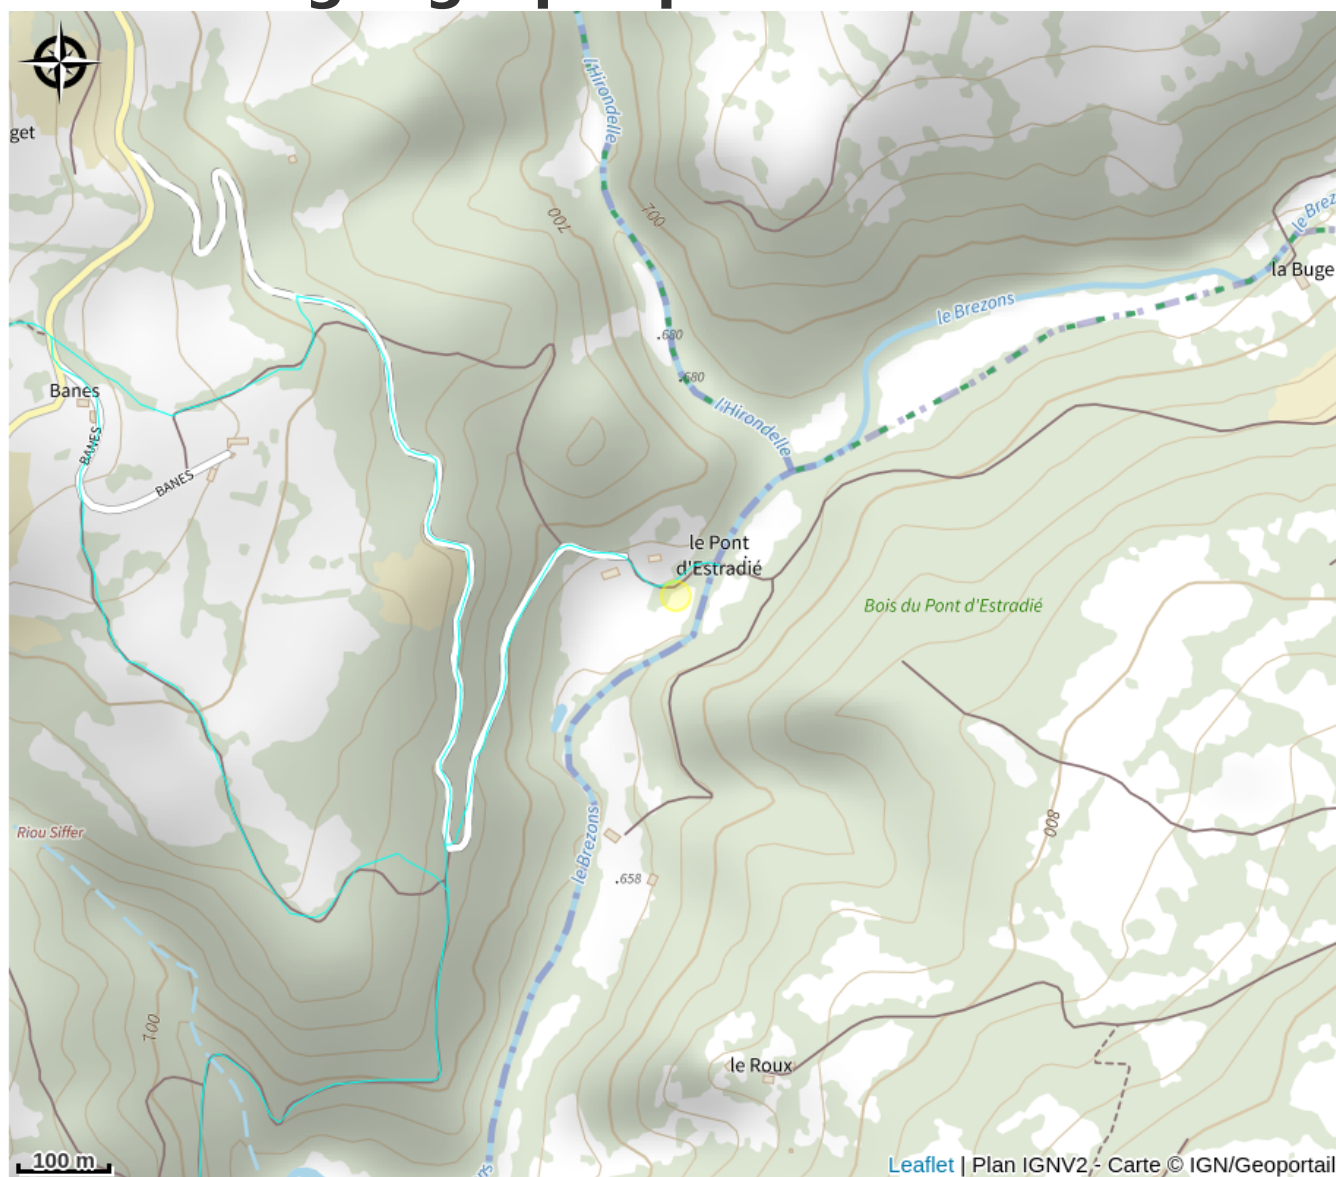 l'Hirondelle
get
700
700
le Brez
la Buge
le Brezons
.680
.680
Banes
l'Hirondelle
BANES
BANES
le Pont
d'Estradié
Bois du Pont d'Estradié
Riou Siffer
le Brezons
800
.658
700
le Roux
100 m
Leaflet | Plan IGNV2 - Carte © IGN/Geoportail